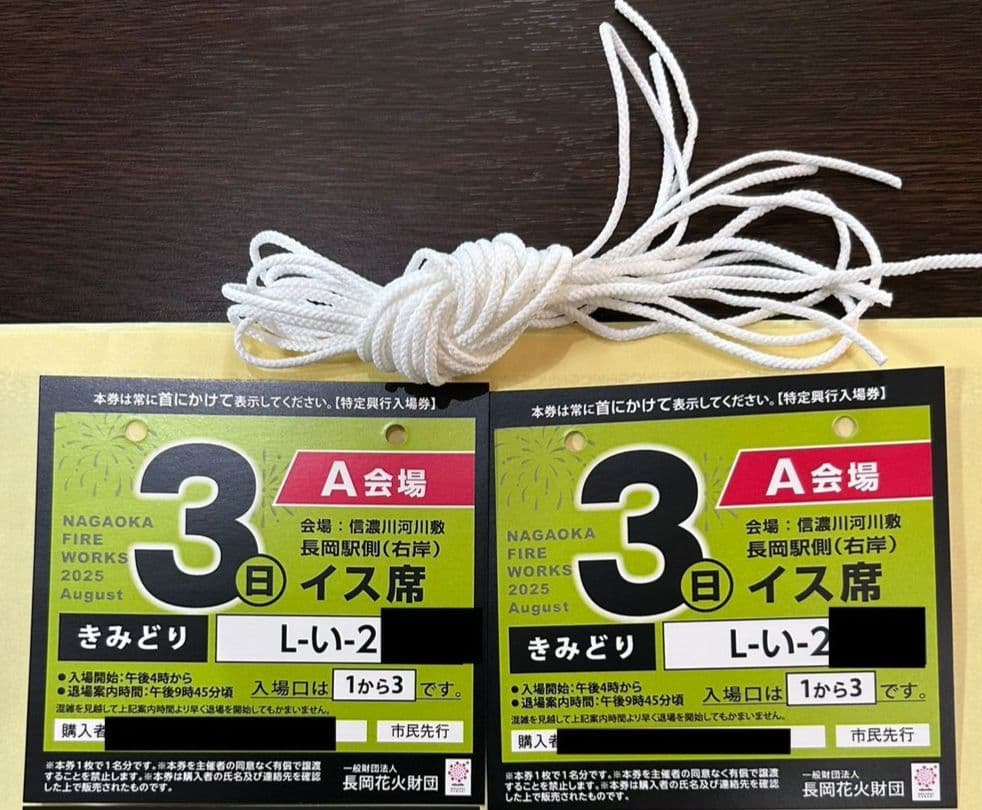 本券は常に首にかけて表示してください。【特定興行入場券】
3日
A会場
NAGAOKA
FIRE
WORKS
2025
August
会場：信濃川河川敷
長岡駅側(右岸)
イス席
きみどり
L-い-2
●入場開始：午後4時から
●退場案内時間：午後9時45分頃
入場口は 1から3 です。
混雑を見越して上記案内時間より早く退場を開始してもかまいません。
購入者
市民先行
※本券1枚で1名分です。※本券を主催者の同意なく有償で譲渡
することを禁止します。※本券は購入者の氏名及び連絡先を確認
した上で販売されたものです。
一般財団法人
長岡花火財団
本券は常に首にかけて表示してください。【特定興行入場券】
3日
A会場
NAGAOKA
FIRE
WORKS
2025
August
会場：信濃川河川敷
長岡駅側(右岸)
イス席
きみどり
L-い-2
●入場開始：午後4時から
●退場案内時間：午後9時45分頃
入場口は 1から3 です。
混雑を見越して上記案内時間より早く退場を開始してもかまいません。
購入
市民先行
※本券1枚で1名分です。※本券を主催者の同意なく有償で譲渡
することを禁止します。※本券は購入者の氏名及び連絡先を確認
した上で販売されたものです。
一般財団法人
長岡花火財団